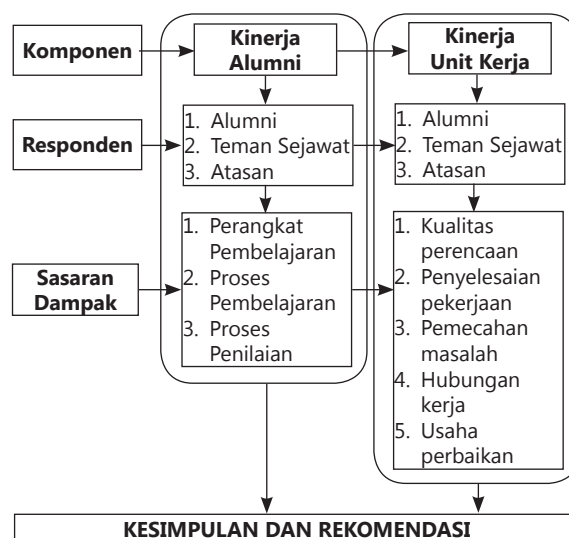 Komponen
Kinerja
Alumni
Kinerja
Unit Kerja
Responden
1. Alumni
2. Teman Sejawat
3. Atasan
1. Alumni
2. Teman Sejawat
3. Atasan
Sasaran
Dampak
1. Perangkat
Pembelajaran
2. Proses
Pembelajaran
3. Proses
Penilaian
1. Kualitas
perencaan
2. Penyelesaian
pekerjaan
3. Pemecahan
masalah
4. Hubungan
kerja
5. Usaha
perbaikan
KESIMPULAN DAN REKOMENDASI